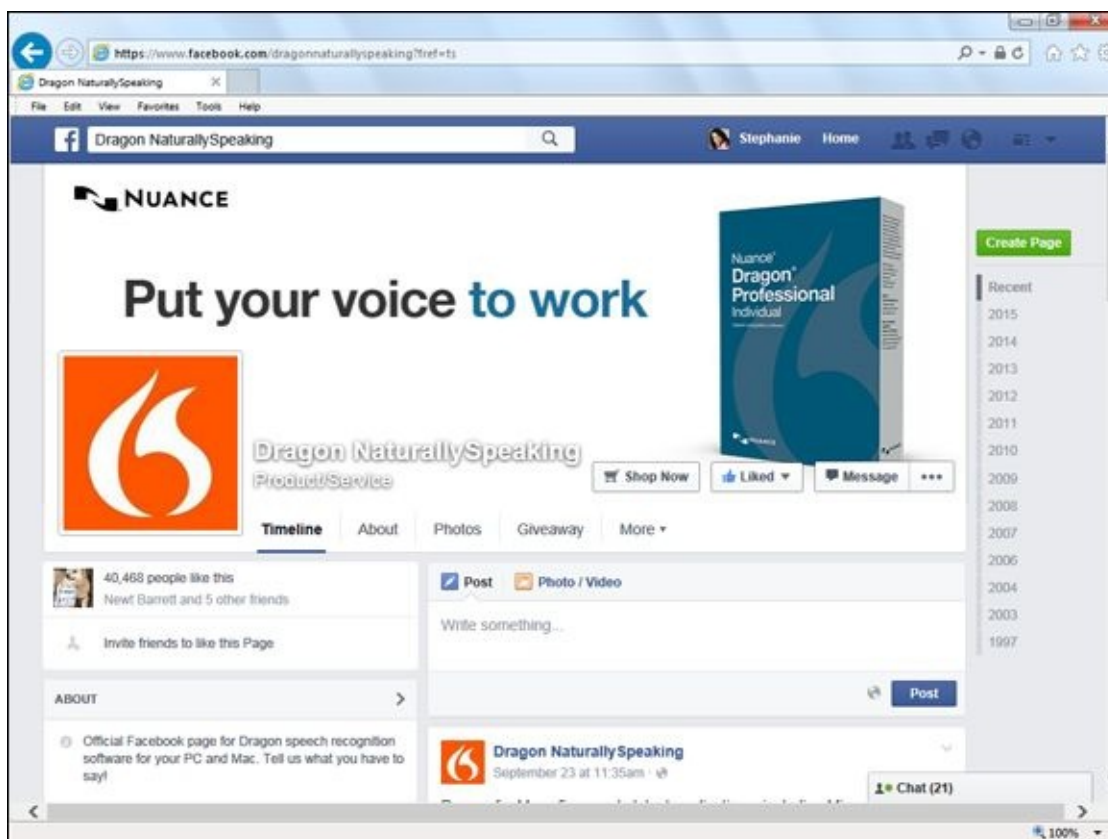 https://www.facebook.com/dragonnaturallyspeaking?fref=ts
Dragon NaturallySpeaking
File Edit View Favorites Tools Help
Dragon NaturallySpeaking
Stephanie Home
NUANCE
Put your voice to work
Nuance®
Dragon®
Professional
Individual
NUANCE
Create Page
Recent
2015
2014
2013
2012
2011
2010
2009
2008
2007
2006
2004
2003
1997
Dragon NaturallySpeaking
Product/Service
Shop Now Liked Message
Timeline About Photos Giveaway More
40,468 people like this
Newt Barrett and 5 other friends
Invite friends to like this Page
ABOUT
Official Facebook page for Dragon speech recognition
software for your PC and Mac. Tell us what you have to
say!
Post Photo / Video
Write something...
Post
Dragon NaturallySpeaking
September 23 at 11:35am
Chat (21)
100%